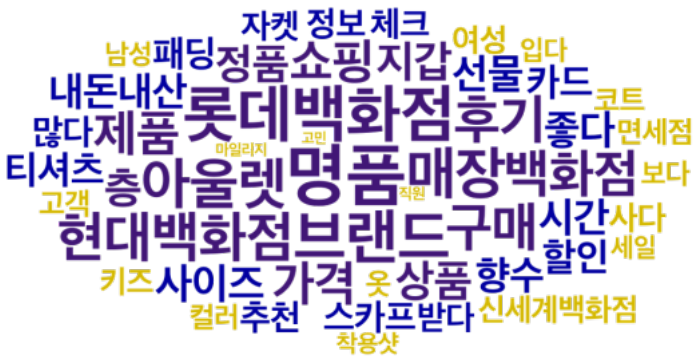 자켓 정보 체크
남성 패딩 정품 쇼핑 지갑 여성 입다
내돈내산 선물 카드
롯데백화점 후기 코트
많다 제품 좋다 면세점
마일리지 고민
티셔츠 층 아울렛 명품 매장 백화점 보다
고객 직원
현대백화점 브랜드 구매 시간 사다
할인 세일
키즈 사이즈 가격 옷 상품 향수
컬러 추천 스카프 받다 신세계백화점
착용샷